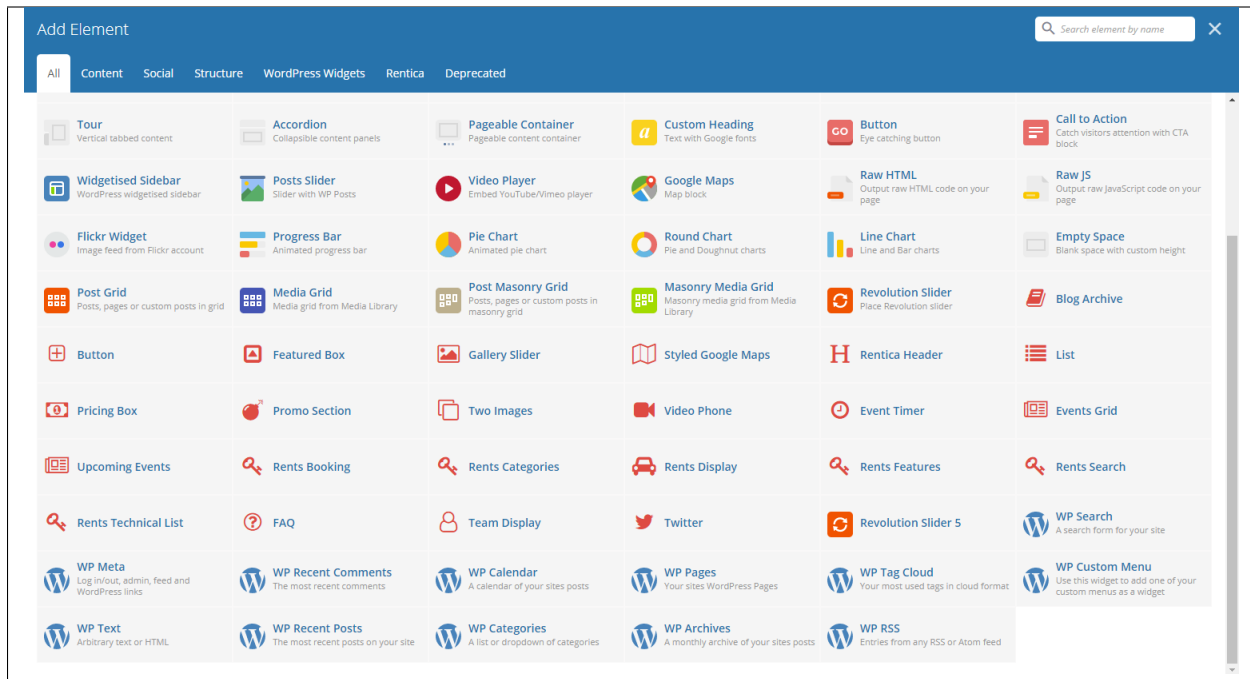 Add Element
Search element by name
All Content Social Structure WordPress Widgets Rentica Deprecated
Tour
Vertical tabbed content
Accordion
Collapsible content panels
Pageable Container
Pageable content container
a
Custom Heading
Text with Google fonts
GO
Button
Eye catching button
Call to Action
Catch visitors attention with CTA
block
Widgetised Sidebar
WordPress widgetised sidebar
Posts Slider
Slider with WP Posts
Video Player
Embed YouTube/Vimeo player
Google Maps
Map block
Raw HTML
Output raw HTML code on your
page
Raw JS
Output raw JavaScript code on your
page
Flickr Widget
Image feed from Flickr account
Progress Bar
Animated progress bar
Pie Chart
Animated pie chart
Round Chart
Pie and Doughnut charts
Line Chart
Line and Bar charts
Empty Space
Blank space with custom height
Post Grid
Posts, pages or custom posts in grid
Media Grid
Media grid from Media Library
Post Masonry Grid
Posts, pages or custom posts in
masonry grid
Masonry Media Grid
Masonry media grid from Media
Library
Revolution Slider
Place Revolution slider
Blog Archive
Button
Featured Box
Gallery Slider
Styled Google Maps
H Rentica Header
List
Pricing Box
Promo Section
Two Images
Video Phone
Event Timer
Events Grid
Upcoming Events
Rents Booking
Rents Categories
Rents Display
Rents Features
Rents Search
Rents Technical List
? FAQ
Team Display
Twitter
Revolution Slider 5
WP Search
A search form for your site
WP Meta
Log in/out, admin, feed and
WordPress links
WP Recent Comments
The most recent comments
WP Calendar
A calendar of your sites posts
WP Pages
Your sites WordPress Pages
WP Tag Cloud
Your most used tags in cloud format
WP Custom Menu
Use this widget to add one of your
custom menus as a widget
WP Text
Arbitrary text or HTML
WP Recent Posts
The most recent posts on your site
WP Categories
A list or dropdown of categories
WP Archives
A monthly archive of your sites posts
WP RSS
Entries from any RSS or Atom feed